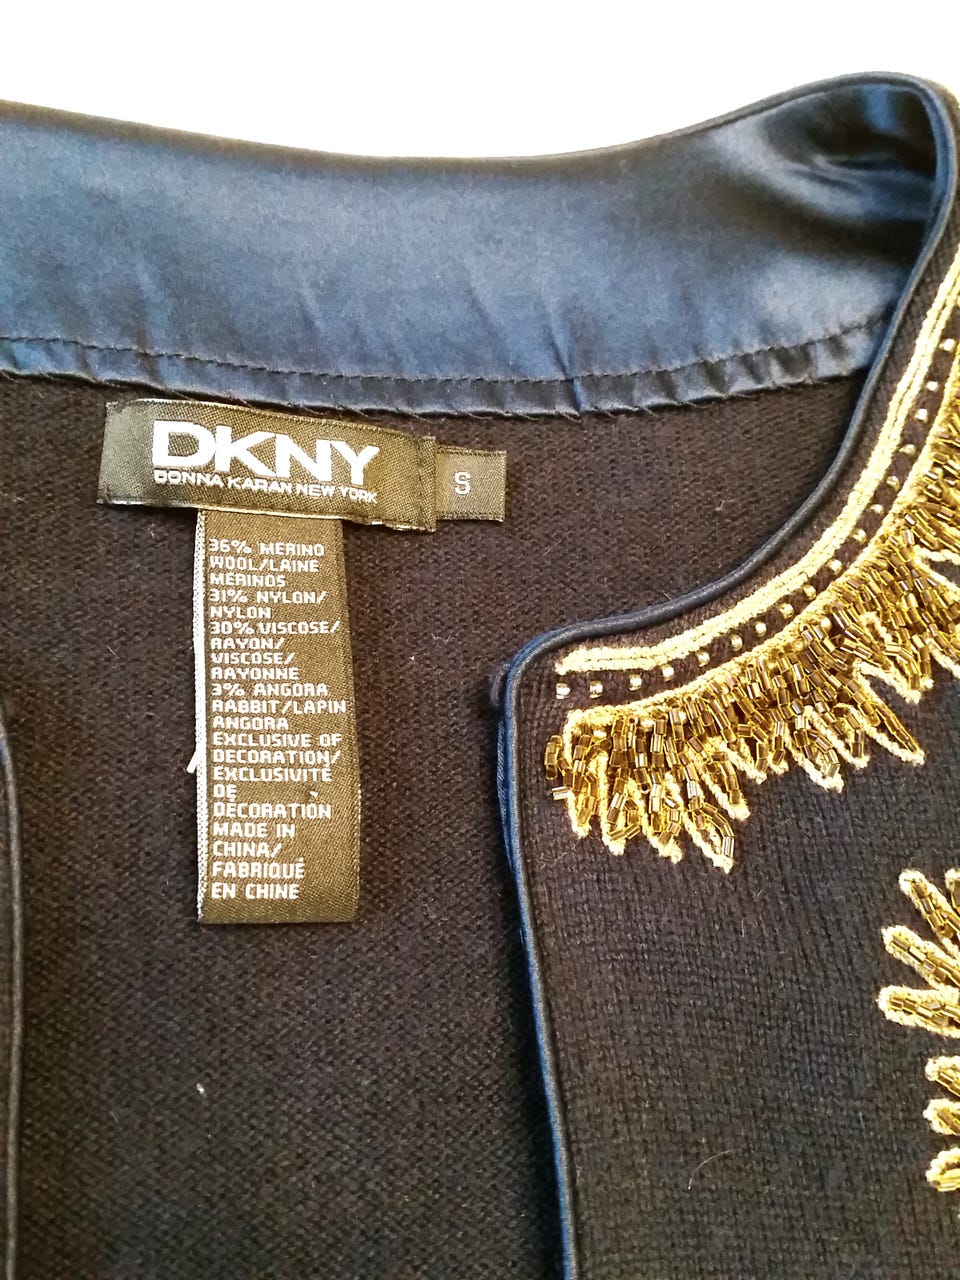 DKNY
DONNA KARAN NEW YORK
S
36% MERINO
WOOL/LAINE
MERINOS
31% NYLON/
NYLON
30% VISCOSE/
RAYON/
VISCOSE/
RAYONNE
3% ANGORA
RABBIT/LAPIN
ANGORA
EXCLUSIVE OF
DECORATION/
EXCLUSIVITÉ
DE
DÉCORATION
MADE IN
CHINA/
FABRIQUÉ
EN CHINE